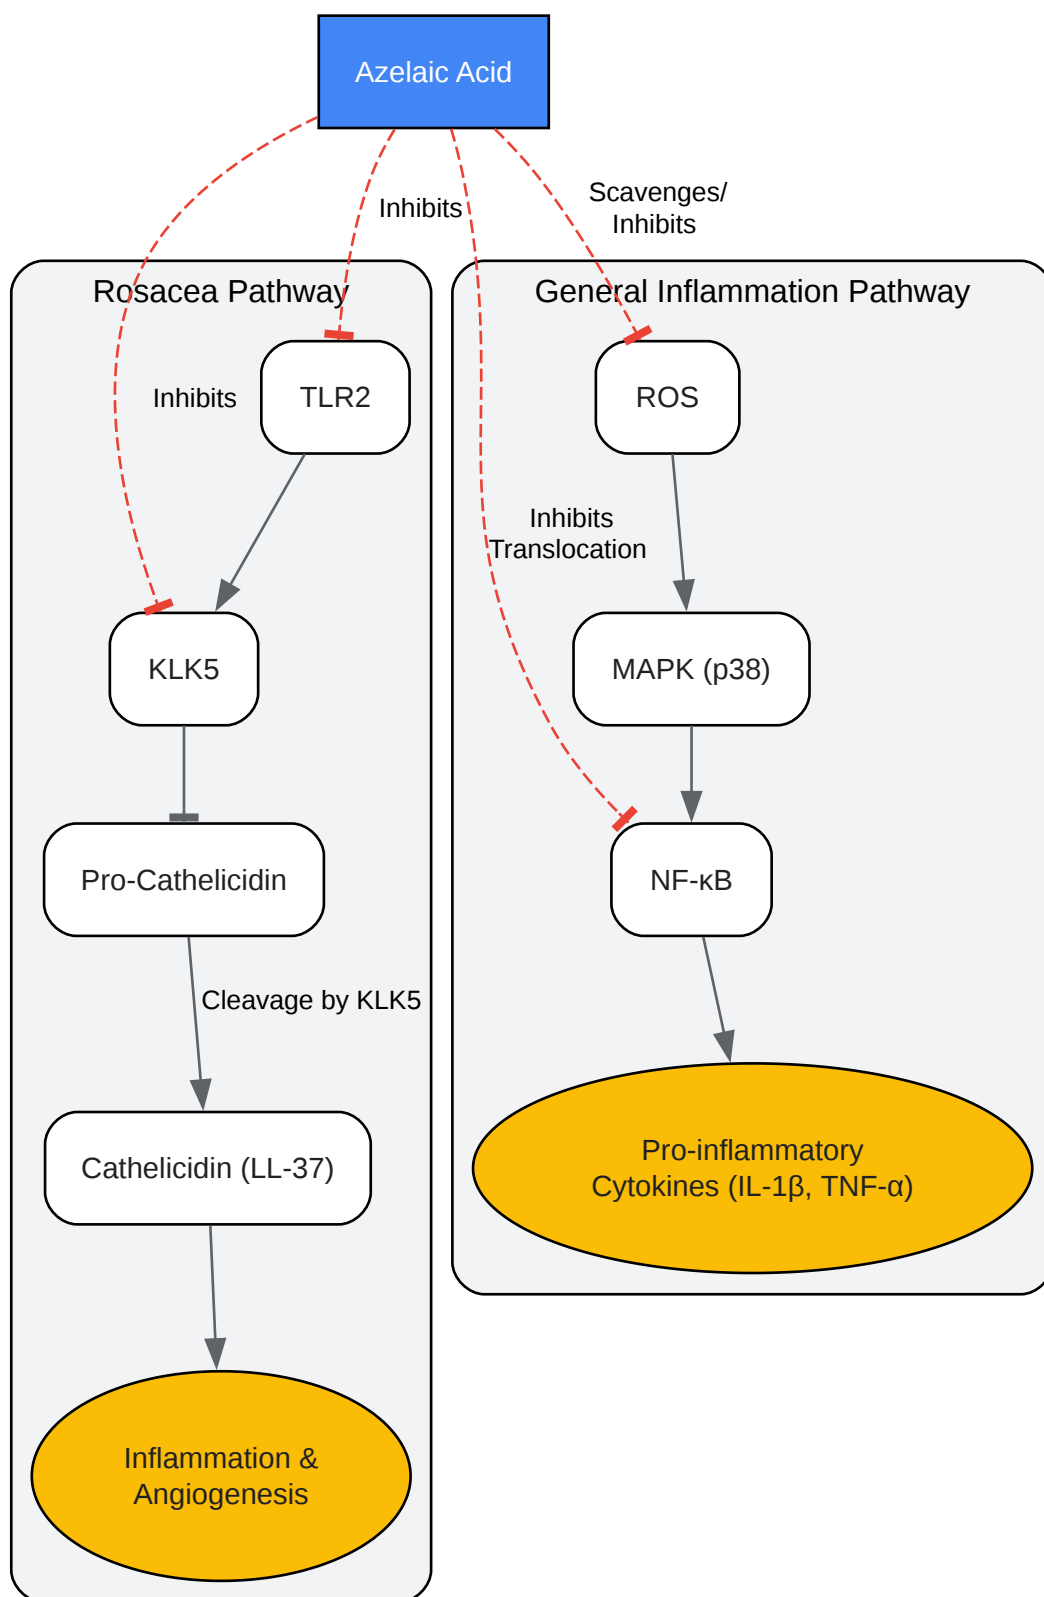 Azelaic Acid
Inhibits
Scavenges/
Inhibits
Rosacea Pathway
General Inflammation Pathway
Inhibits
TLR2
ROS
Inhibits
Translocation
KLK5
MAPK (p38)
Pro-Cathelicidin
NF-κB
Cleavage by KLK5
Cathelicidin (LL-37)
Pro-inflammatory
Cytokines (IL-1β, TNF-α)
Inflammation &
Angiogenesis